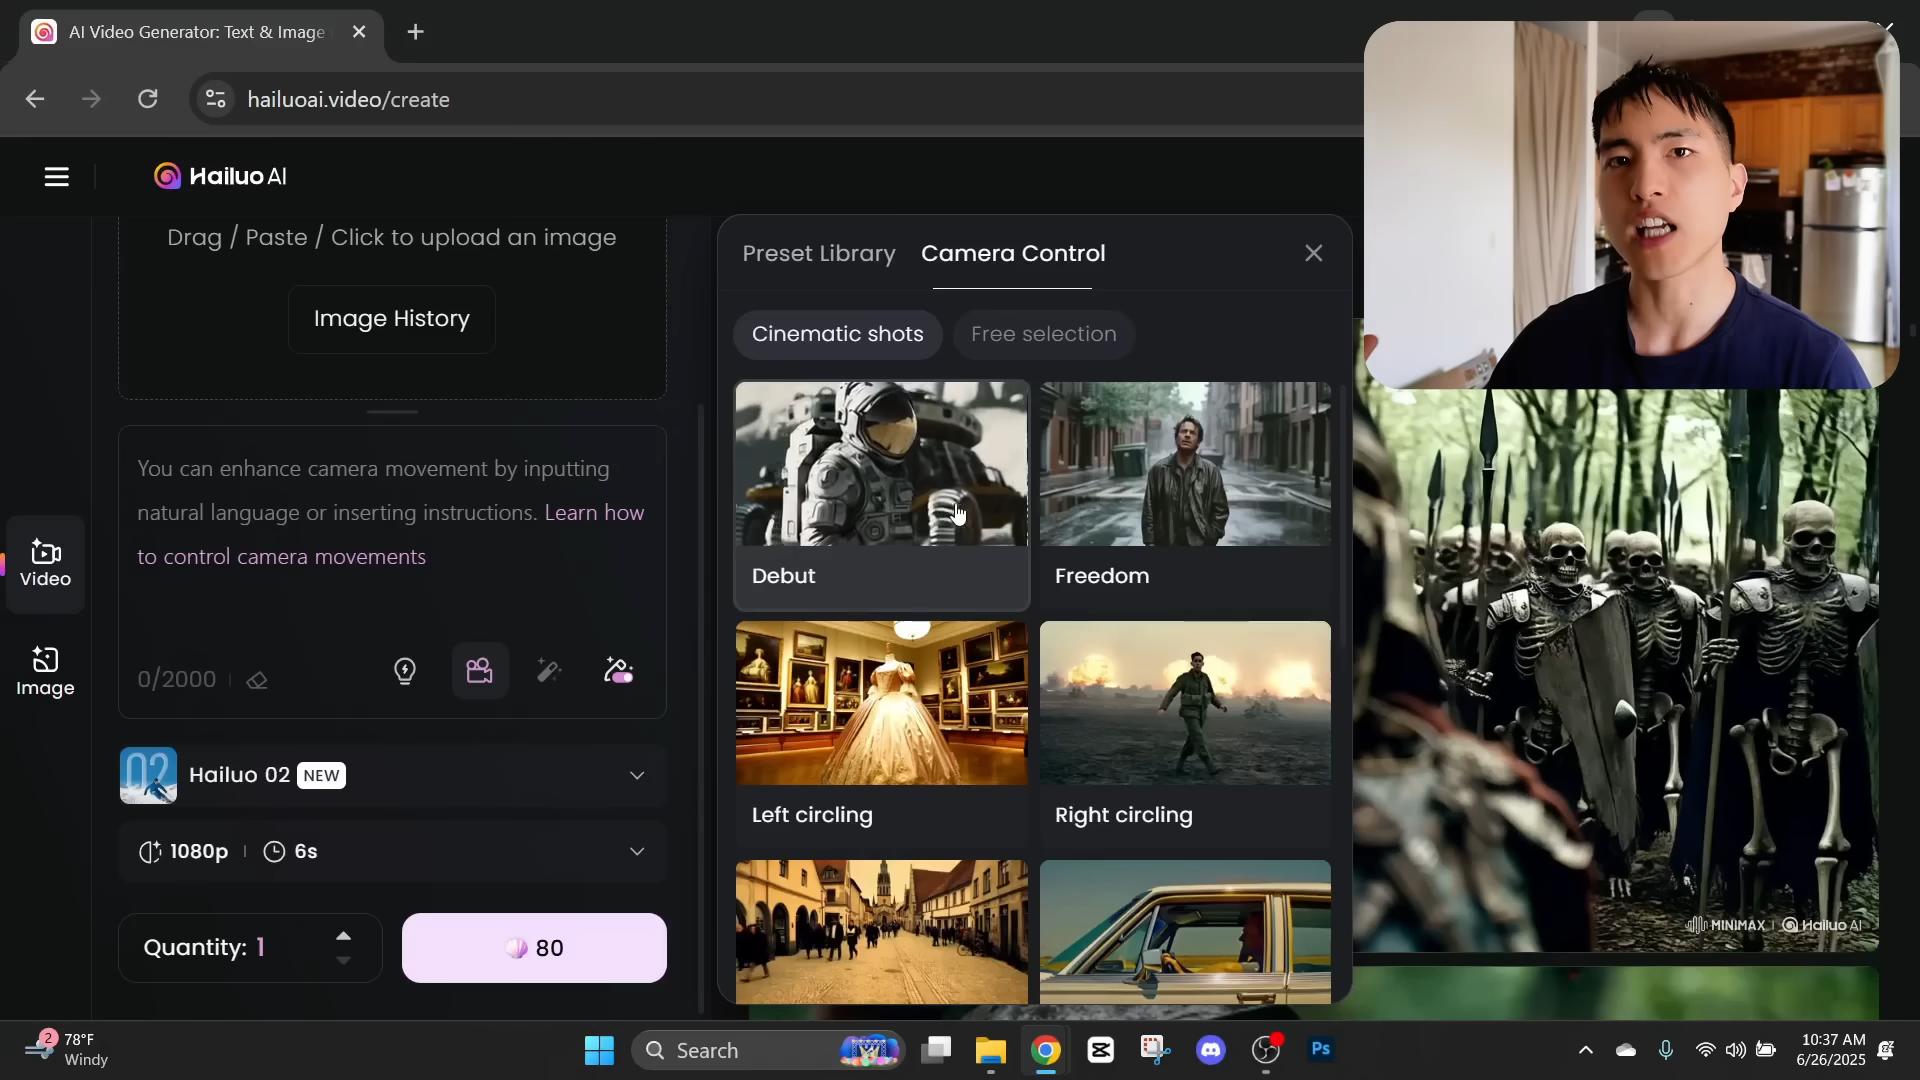 AI Video Generator: Text & Image
hailuoai.video/create
Hailuo AI
Drag / Paste / Click to upload an image
Image History
You can enhance camera movement by inputting
natural language or inserting instructions. Learn how
to control camera movements
0/2000
Video
Image
02
Hailuo 02 NEW
1080p
6s
Quantity: 1
80
Preset Library
Camera Control
Cinematic shots
Free selection
Debut
Freedom
Left circling
Right circling
MINIMAX | Hailuo AI
2
78°F
Windy
Search
Ps
10:37 AM
6/26/2025